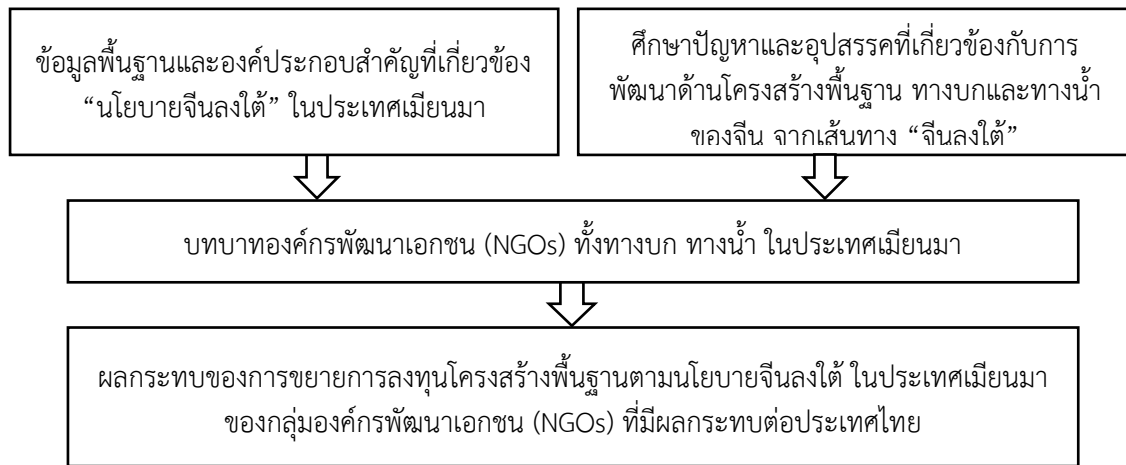 ข้อมูลพื้นฐานและองค์ประกอบสำคัญที่เกี่ยวข้อง
“นโยบายจีนลงใต้” ในประเทศเมียนมา
ศึกษาปัญหาและอุปสรรคที่เกี่ยวข้องกับการ
พัฒนาด้านโครงสร้างพื้นฐาน ทางบกและทางน้ำ
ของจีน จากเส้นทาง “จีนลงใต้”
บทบาทองค์กรพัฒนาเอกชน (NGOs) ทั้งทางบก ทางน้ำ ในประเทศเมียนมา
ผลกระทบของการขยายการลงทุนโครงสร้างพื้นฐานตามนโยบายจีนลงใต้ ในประเทศเมียนมา
ของกลุ่มองค์กรพัฒนาเอกชน (NGOs) ที่มีผลกระทบต่อประเทศไทย